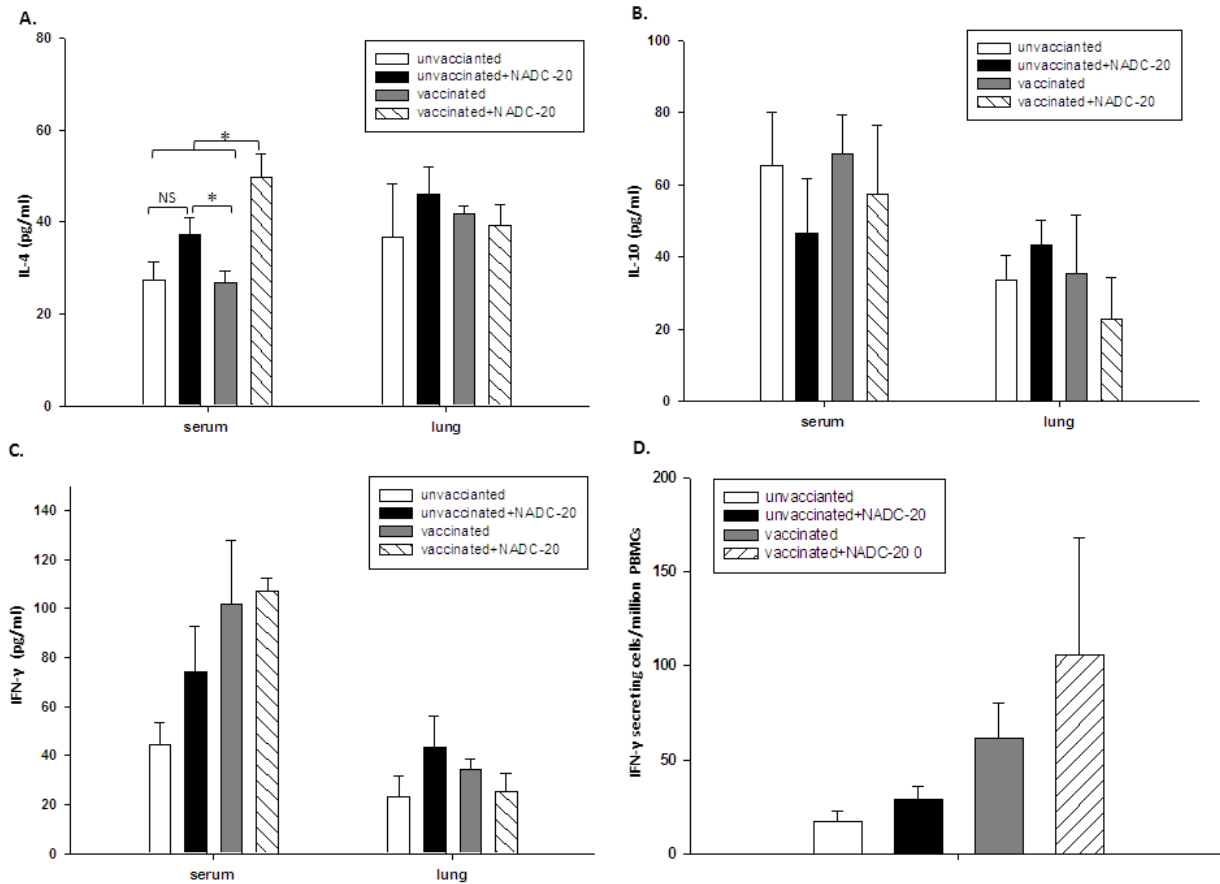 A.
80
60
40
20
0
IL-4 (pg/ml)
unvaccianted
unvaccinated+NADC-20
vaccinated
vaccinated+NADC-20
*
NS
*
serum
lung
B.
100
80
60
40
20
0
IL-10 (pg/ml)
unvaccianted
unvaccinated+NADC-20
vaccinated
vaccinated+NADC-20
serum
lung
C.
140
120
100
80
60
40
20
0
IFN-γ (pg/ml)
unvaccianted
unvaccinated+NADC-20
vaccinated
vaccinated+NADC-20
serum
lung
D.
200
150
100
50
0
IFN-γ secreting cells/million PBMCs
unvaccianted
unvaccinated+NADC-20
vaccinated
vaccinated+NADC-20 0